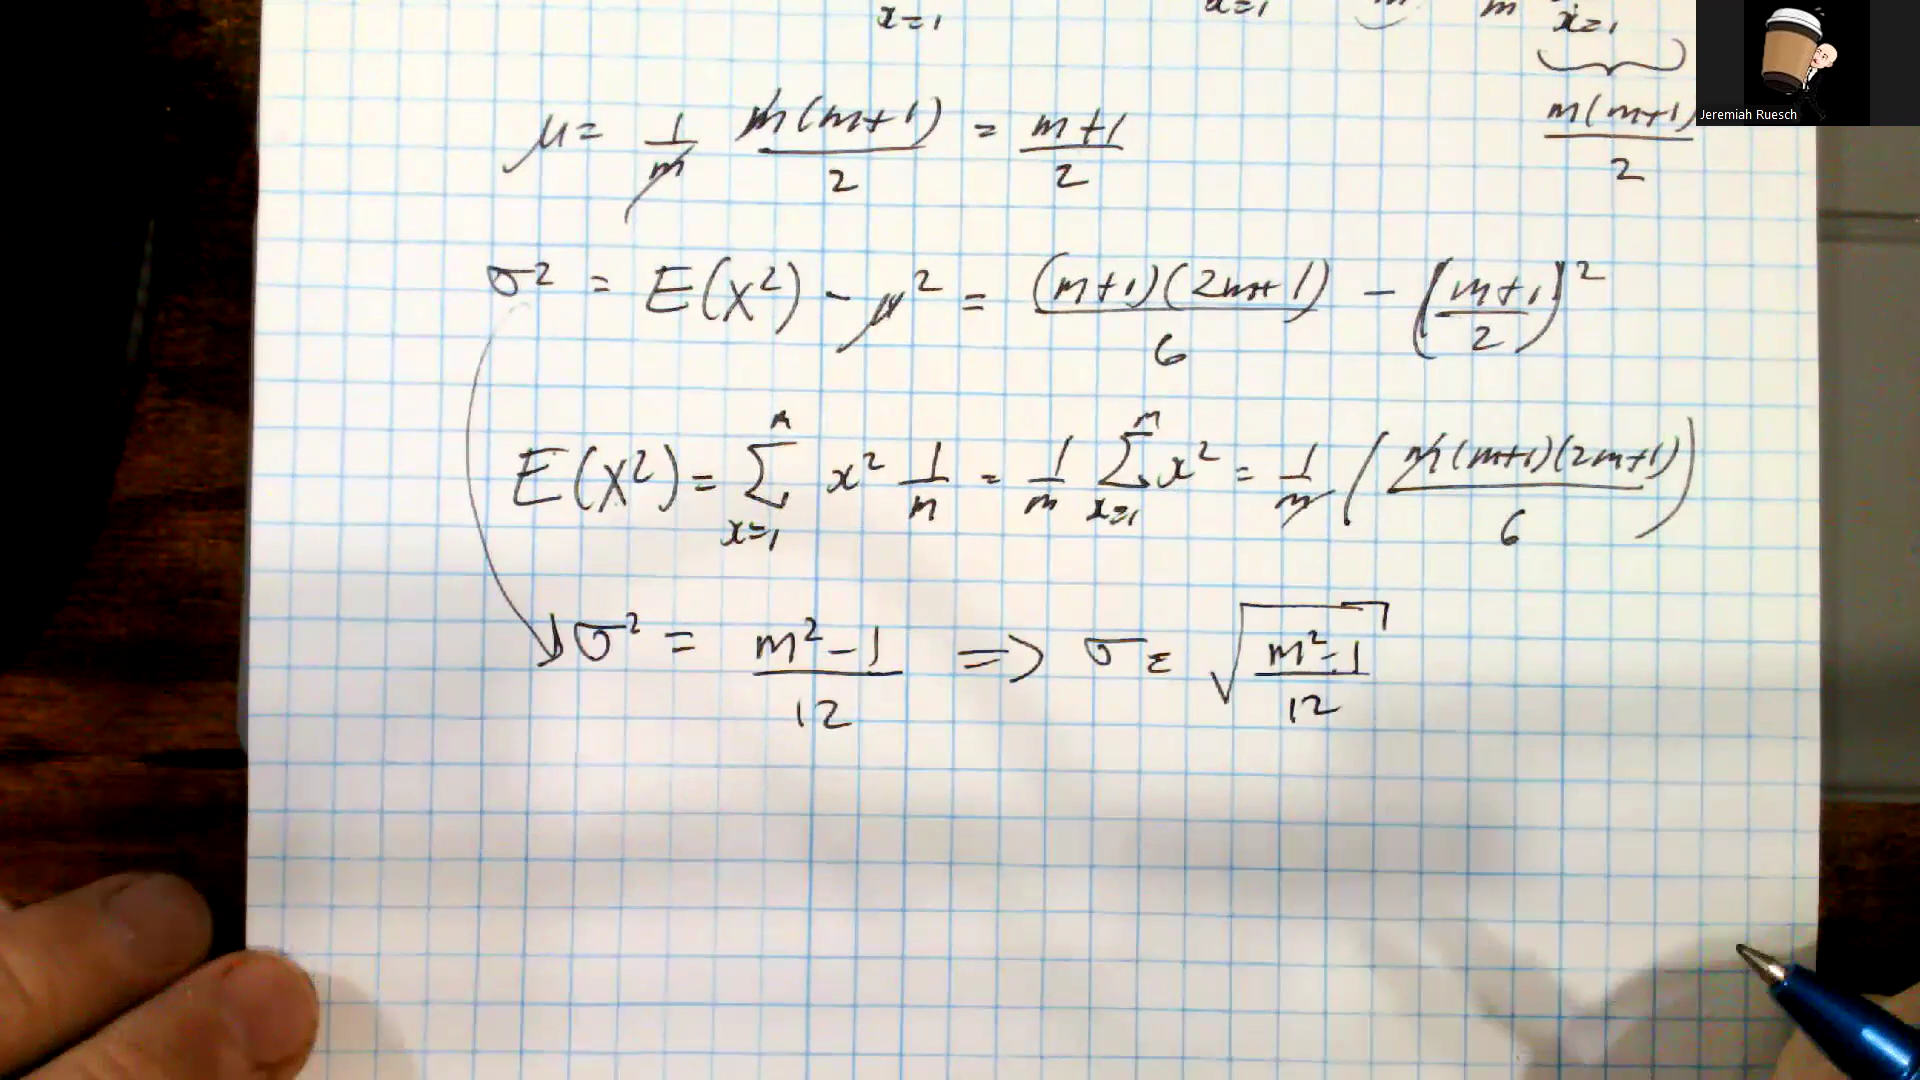 x=1 x=1 m m x=1
μ = 1/m m(m+1)/2 = m+1/2 m(m+1)/2
Jeremiah Ruesch
σ² = E(X²) - μ² = (m+1)(2m+1)/6 - (m+1/2)²
E(X²) = m∑x=1 x² 1/m = 1/m m∑x=1 x² = 1/m (m(m+1)(2m+1)/6)
σ² = m²-1/12 => σ = √m²-1/12